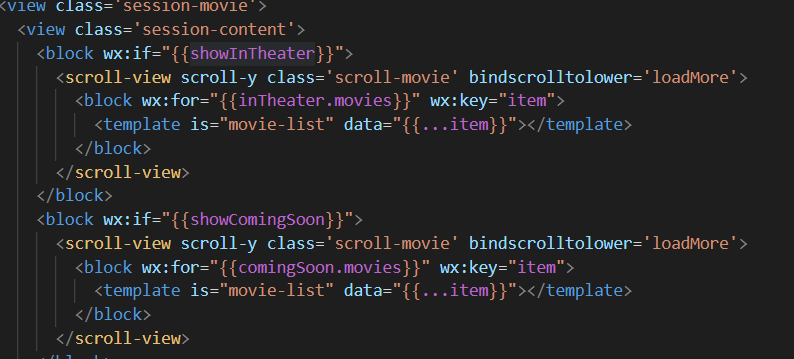 <view class='session-movie'>
<view class='session-content'>
<block wx:if="{{showInTheater}}">
<scroll-view scroll-y class='scroll-movie' bindscrolltolower='loadMore'>
<block wx:for="{{inTheater.movies}}" wx:key="item">
<template is="movie-list" data="{{...item}}"></template>
</block>
</scroll-view>
</block>
<block wx:if="{{showComingSoon}}">
<scroll-view scroll-y class='scroll-movie' bindscrolltolower='loadMore'>
<block wx:for="{{comingSoon.movies}}" wx:key="item">
<template is="movie-list" data="{{...item}}"></template>
</block>
</scroll-view>
</block>